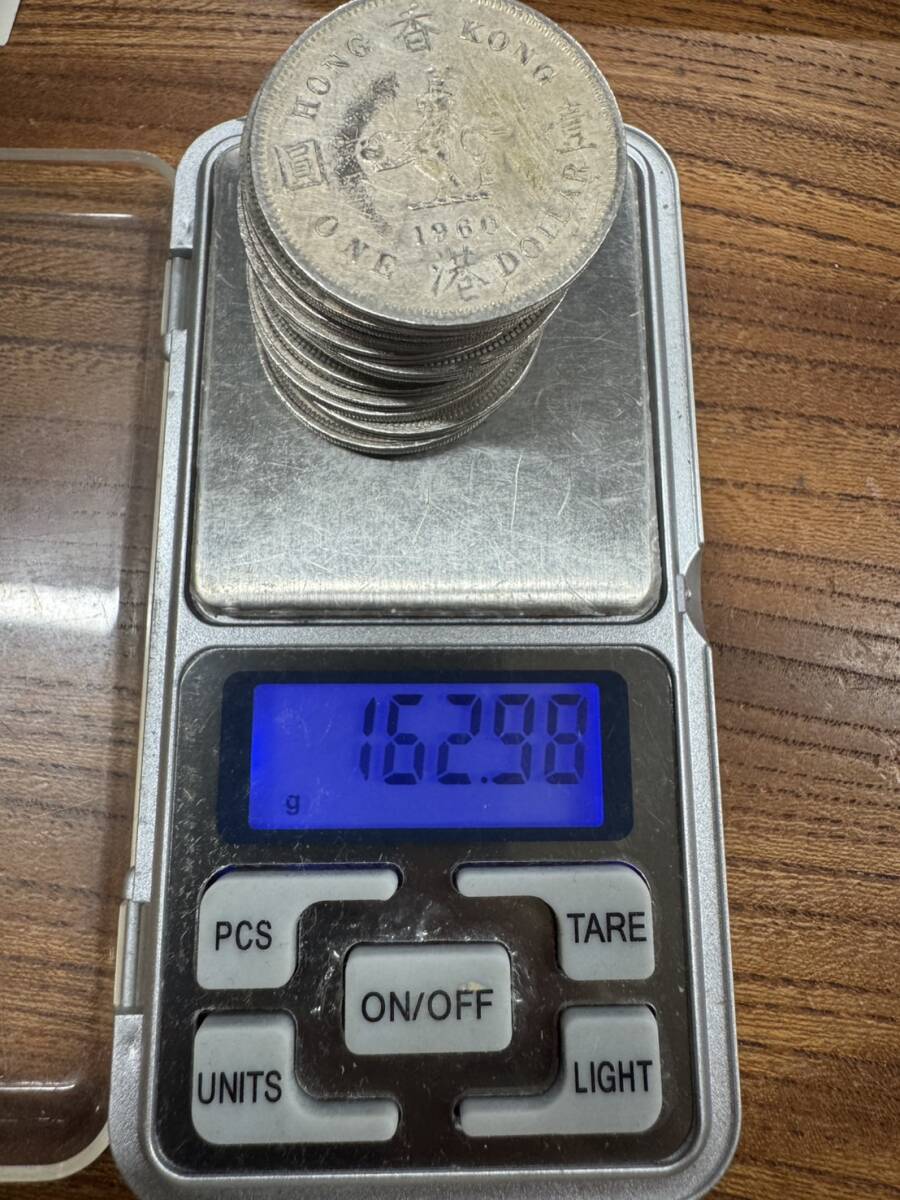 HONG 香 KONG
圓 壹
1960
ONE 港 DOLLAR
162.98
g
PCS
TARE
ON/OFF
UNITS
LIGHT